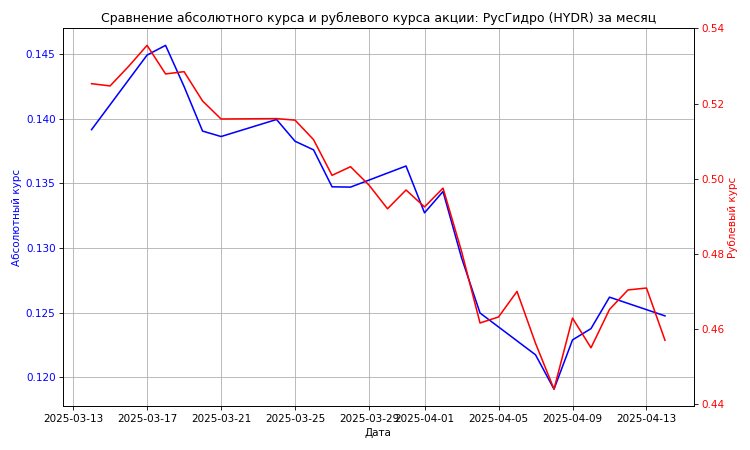 Сравнение абсолютного курса и рублевого курса акции: РусГидро (HYDR) за месяц
0.145
0.140
0.135
0.130
0.125
0.120
Абсолютный курс
0.54
0.52
0.50
0.48
0.46
0.44
Рублевый курс
2025-03-13 2025-03-17 2025-03-21 2025-03-25 2025-03-29 2025-04-01 2025-04-05 2025-04-09 2025-04-13
Дата